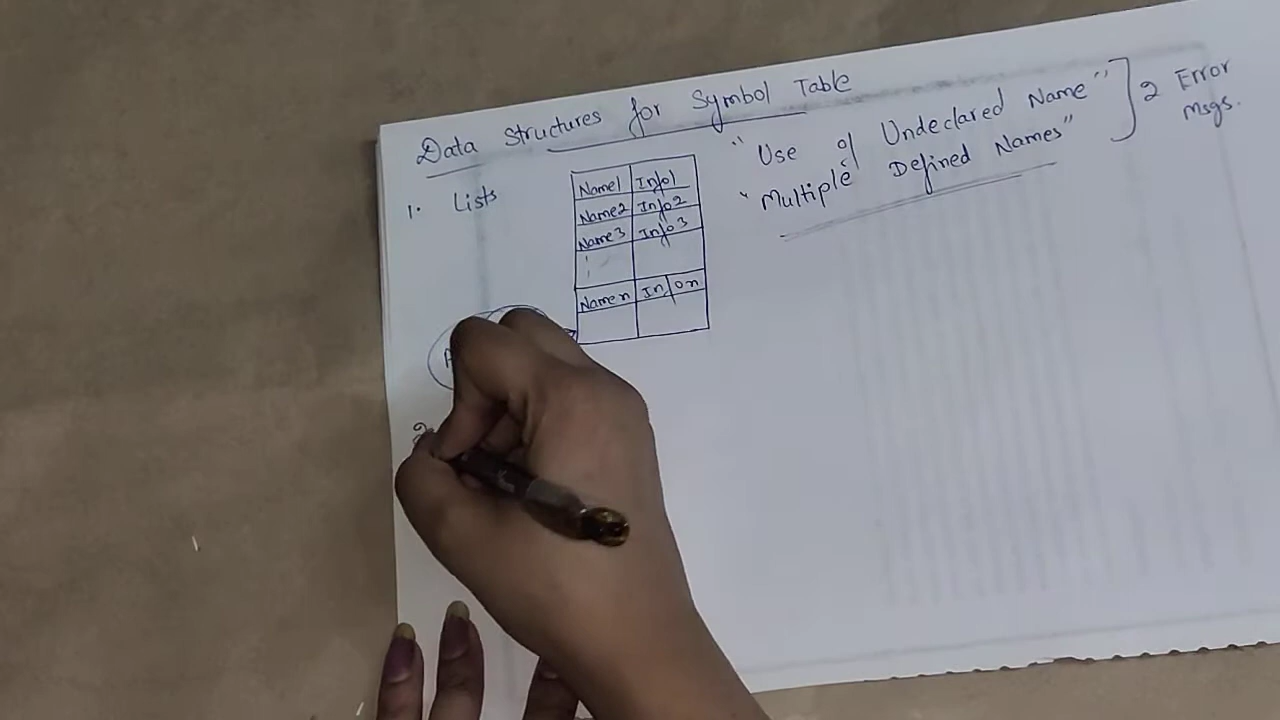 Data Structures for Symbol Table
1. Lists
Name1 Info1
Name2 Info2
Name3 Info3
Name n Info n
"Use of Undeclared Name"
"Multiple Defined Names"
2 Error
Msgs.
2